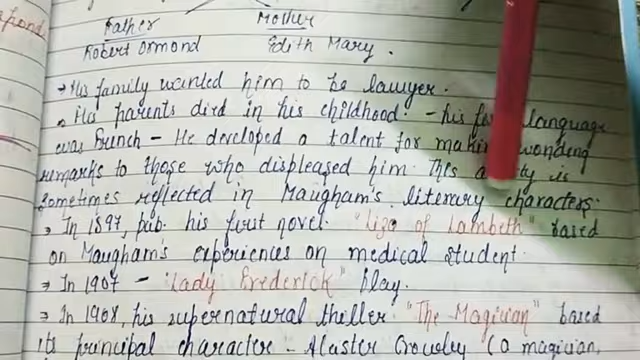 Father Mother
Robert Ormond Edith Mary.
→ His family wanted him to be lawyer.
→ His parents died in his childhood. - his language
was French - He developed a talent for wonding
remarks to those who displeased him. This is
sometimes reflected in Maugham's literary characters.
→ In 1897, pub. his first novel. "Liza of Lambeth" based
on Maugham's experiences on medical student.
→ In 1907 - "Lady Frederick" play.
→ In 1908, his supernatural thiller "The Magician" based
its principal character - Alaster Crowley (a magician,